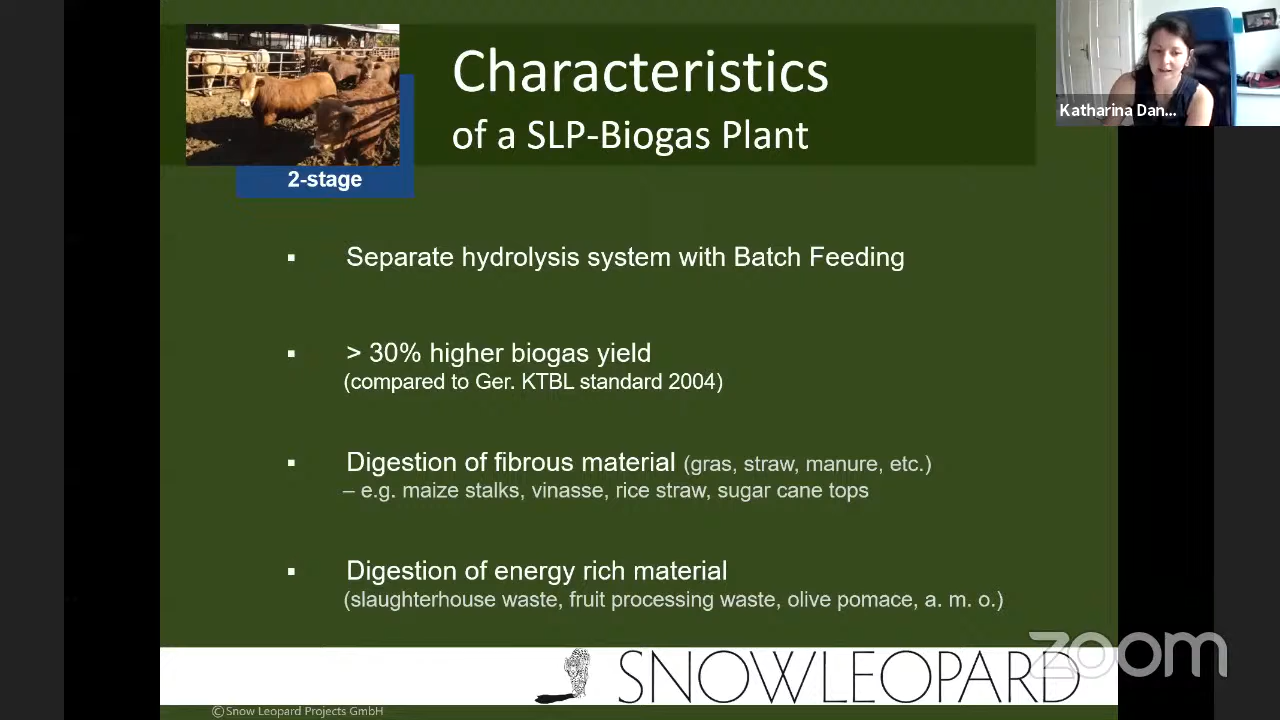 Characteristics
of a SLP-Biogas Plant
Katharina Dan...
2-stage
▪ Separate hydrolysis system with Batch Feeding
▪ > 30% higher biogas yield
(compared to Ger. KTBL standard 2004)
▪ Digestion of fibrous material (gras, straw, manure, etc.)
– e.g. maize stalks, vinasse, rice straw, sugar cane tops
▪ Digestion of energy rich material
(slaughterhouse waste, fruit processing waste, olive pomace, a. m. o.)
SNOWLEOPARD
zoom
©Snow Leopard Projects GmbH